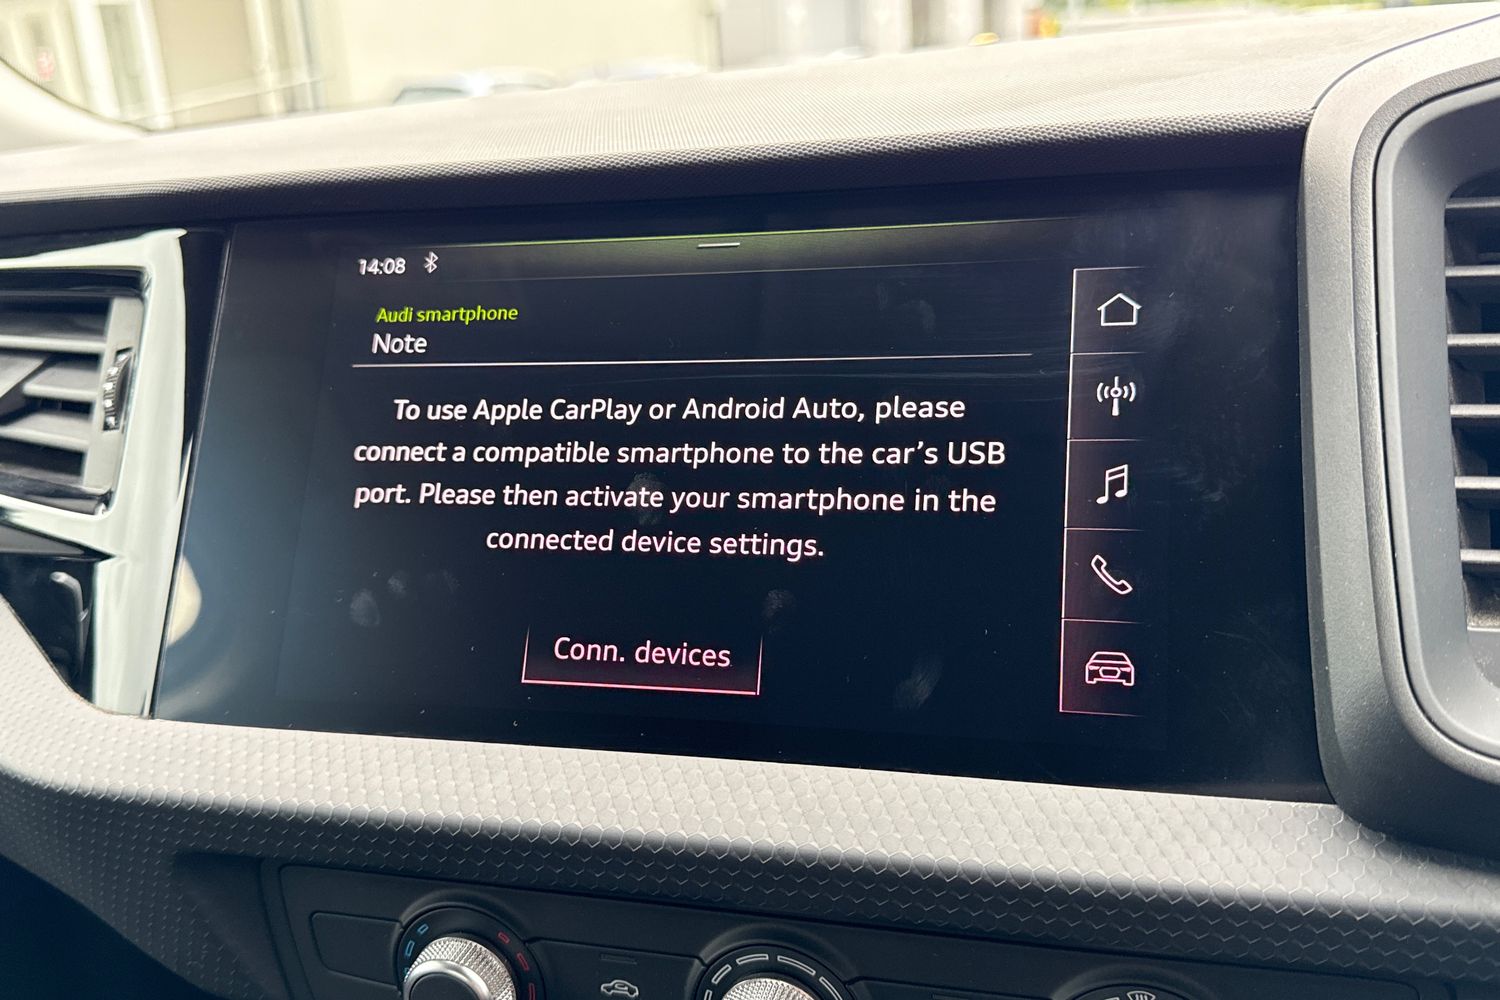 14:08
Audi smartphone
Note
To use Apple CarPlay or Android Auto, please
connect a compatible smartphone to the car's USB
port. Please then activate your smartphone in the
connected device settings.
Conn. devices